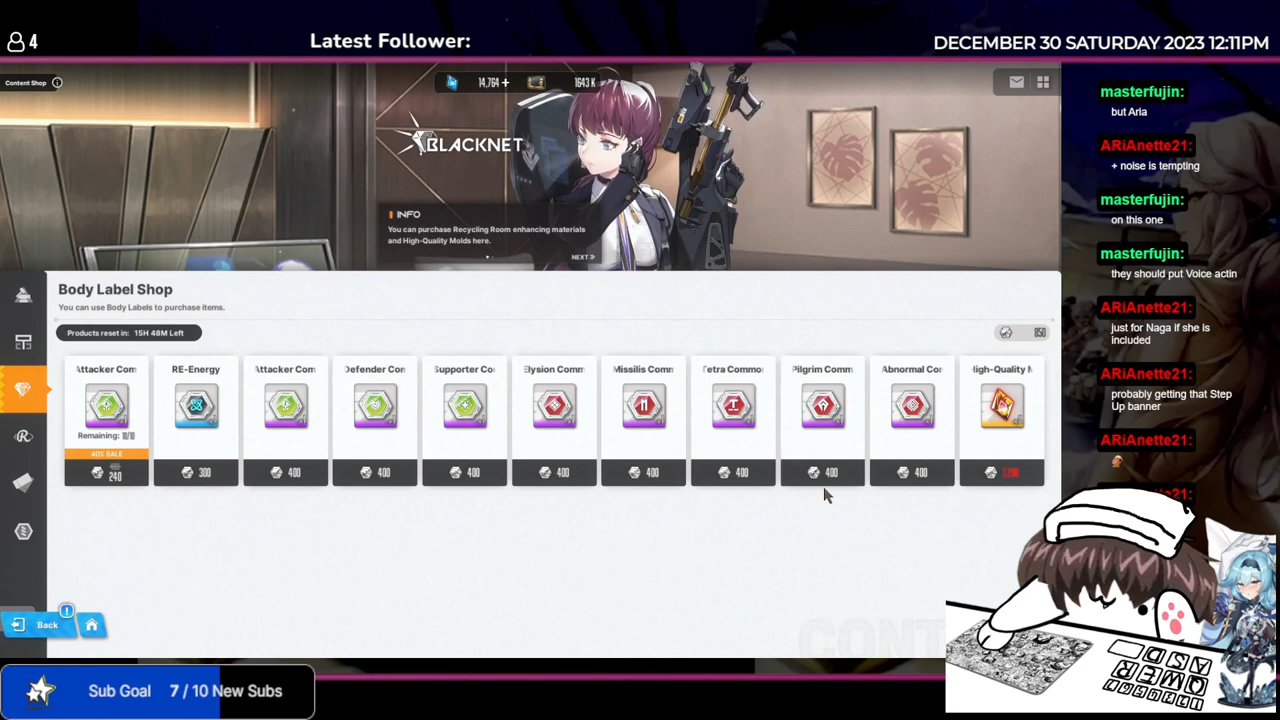 4
Latest Follower:
DECEMBER 30 SATURDAY 2023 12:11PM
Content Shop
14,764 +
1643 K
BLACKNET
INFO
You can purchase Recycling Room enhancing materials
and High-Quality Molds here.
NEXT
Body Label Shop
You can use Body Labels to purchase items.
Products reset in: 15H 48M Left
850
Attacker Com
RE-Energy
Attacker Com
Defender Con
Supporter Co
Elysion Comm
Missilis Comm
Tetra Commo
Pilgrim Comm
Abnormal Cor
High-Quality M
Remaining: 10/10
40% SALE
400
240
300
400
400
400
400
400
400
400
400
Back
Sub Goal 7 / 10 New Subs
masterfujin:
but Aria
ARiAnette21:
+ noise is tempting
masterfujin:
on this one
masterfujin:
they should put Voice actin
ARiAnette21:
just for Naga if she is
included
ARiAnette21:
probably getting that Step
Up banner
ARiAnette21:
CONT